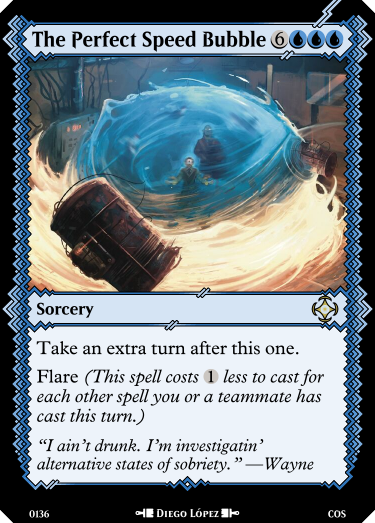 The Perfect Speed Bubble 6
Sorcery
Take an extra turn after this one.
Flare (This spell costs 1 less to cast for
each other spell you or a teammate has
cast this turn.)
“I ain’t drunk. I’m investigatin’
alternative states of sobriety.” —Wayne
0136 DIEGO LÓPEZ COS